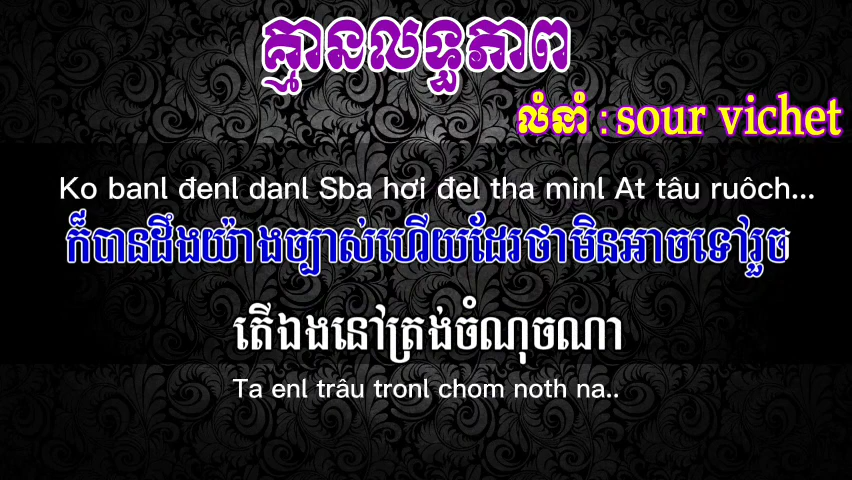 គ្មានលទ្ធភាព
លំនាំ : sour vichet
Ko banl đenl danl Sba hơi đel tha minl At tâu ruôch...
ក៏បានដឹងយ៉ាងច្បាស់ហើយដែរថាមិនអាចទៅរួច
តើឯងនៅត្រង់ចំណុចណា
Ta enl trâu tronl chom noth na..